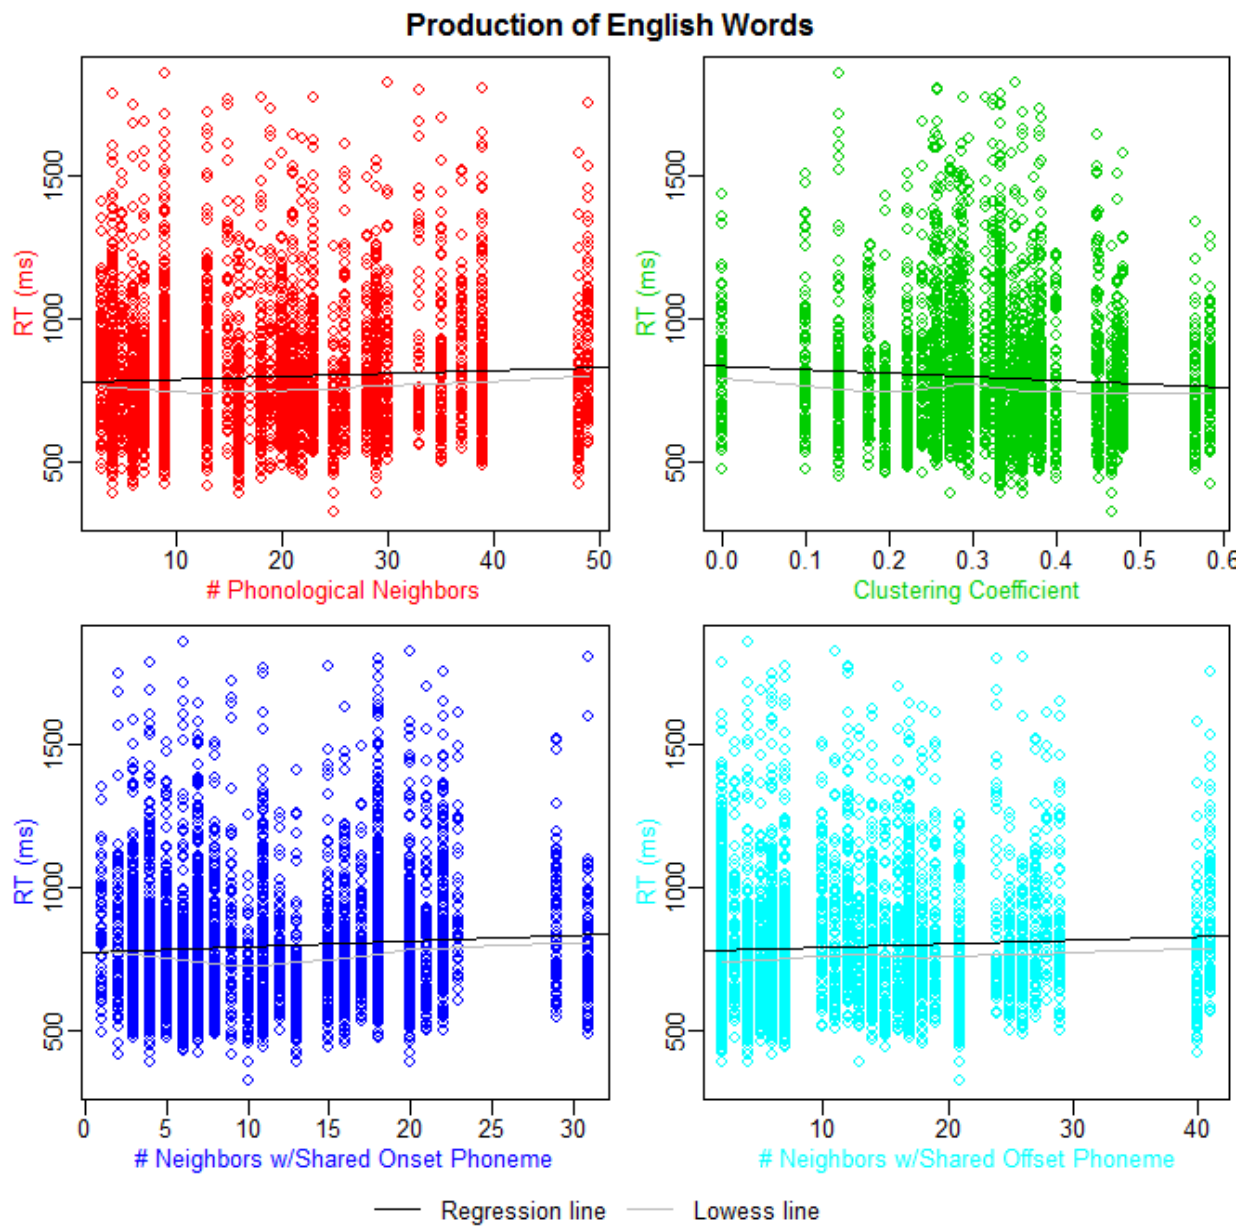 Production of English Words
RT (ms)
500 1000 1500
10 20 30 40 50
# Phonological Neighbors
RT (ms)
500 1000 1500
0.0 0.1 0.2 0.3 0.4 0.5 0.6
Clustering Coefficient
RT (ms)
500 1000 1500
0 5 10 15 20 25 30
# Neighbors w/Shared Onset Phoneme
RT (ms)
500 1000 1500
10 20 30 40
# Neighbors w/Shared Offset Phoneme
Regression line Lowess line